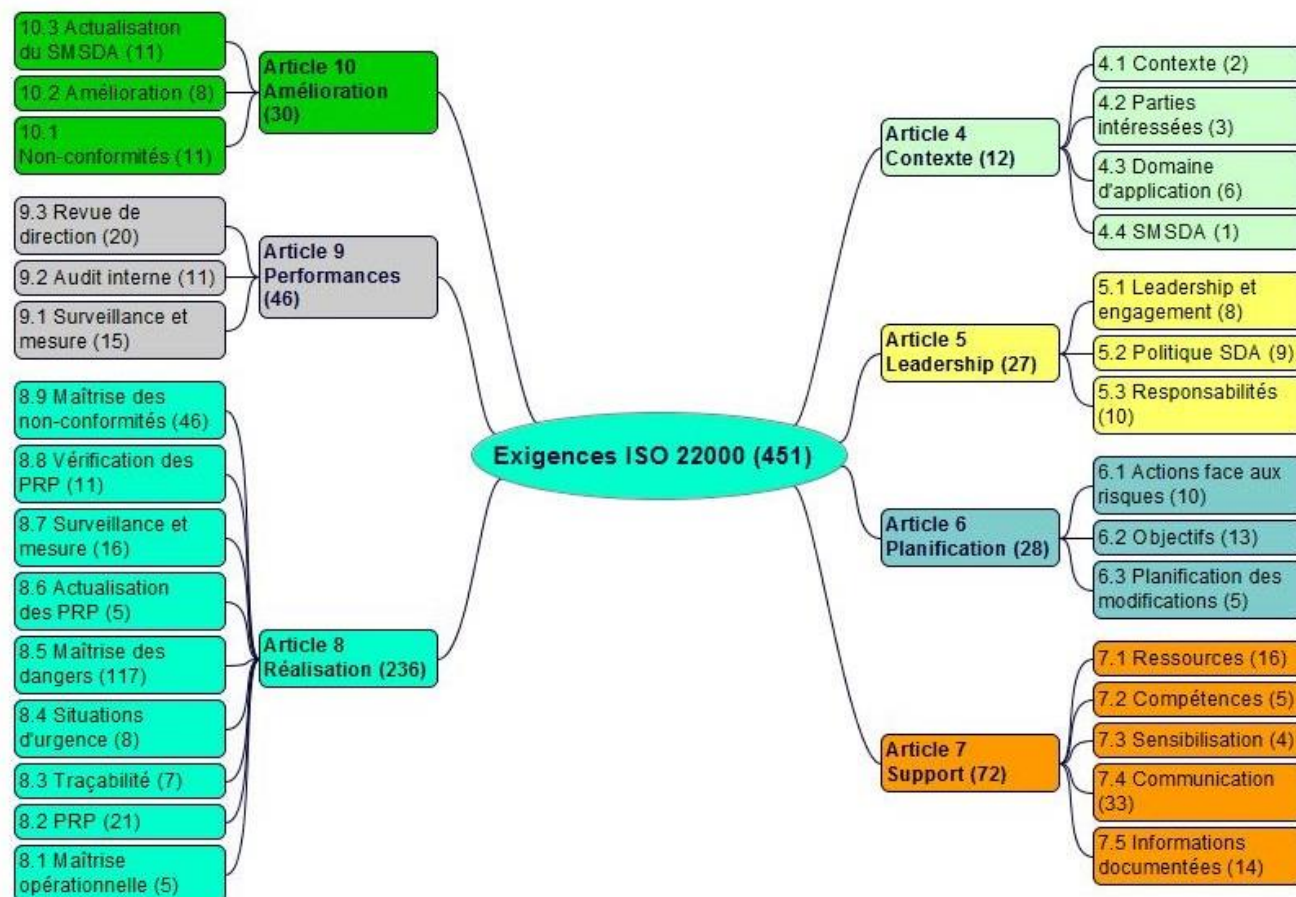 Exigences ISO 22000 (451)
Article 4
Contexte (12)
4.1 Contexte (2)
4.2 Parties
intéressées (3)
4.3 Domaine
d'application (6)
4.4 SMSDA (1)
Article 5
Leadership (27)
5.1 Leadership et
engagement (8)
5.2 Politique SDA (9)
5.3 Responsabilités
(10)
Article 6
Planification (28)
6.1 Actions face aux
risques (10)
6.2 Objectifs (13)
6.3 Planification des
modifications (5)
Article 7
Support (72)
7.1 Ressources (16)
7.2 Compétences (5)
7.3 Sensibilisation (4)
7.4 Communication
(33)
7.5 Informations
documentées (14)
Article 8
Réalisation (236)
8.9 Maîtrise des
non-conformités (46)
8.8 Vérification des
PRP (11)
8.7 Surveillance et
mesure (16)
8.6 Actualisation
des PRP (5)
8.5 Maîtrise des
dangers (117)
8.4 Situations
d'urgence (8)
8.3 Traçabilité (7)
8.2 PRP (21)
8.1 Maîtrise
opérationnelle (5)
Article 9
Performances
(46)
9.3 Revue de
direction (20)
9.2 Audit interne (11)
9.1 Surveillance et
mesure (15)
Article 10
Amélioration
(30)
10.3 Actualisation
du SMSDA (11)
10.2 Amélioration (8)
10.1
Non-conformités (11)